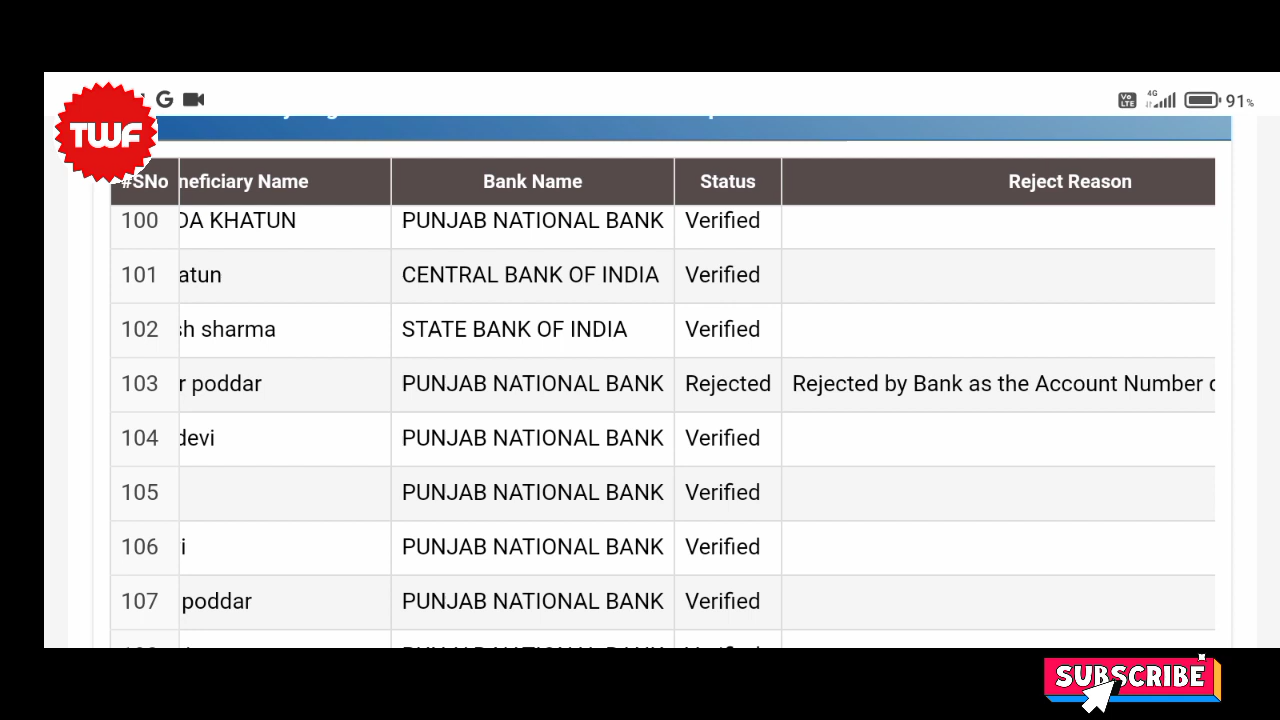 TWF
G
Vo LTE
4G
91%
#SNo neficiary Name Bank Name Status Reject Reason
100 DA KHATUN PUNJAB NATIONAL BANK Verified
101 atun CENTRAL BANK OF INDIA Verified
102 sh sharma STATE BANK OF INDIA Verified
103 r poddar PUNJAB NATIONAL BANK Rejected Rejected by Bank as the Account Number
104 devi PUNJAB NATIONAL BANK Verified
105 PUNJAB NATIONAL BANK Verified
106 i PUNJAB NATIONAL BANK Verified
107 poddar PUNJAB NATIONAL BANK Verified
SUBSCRIBE